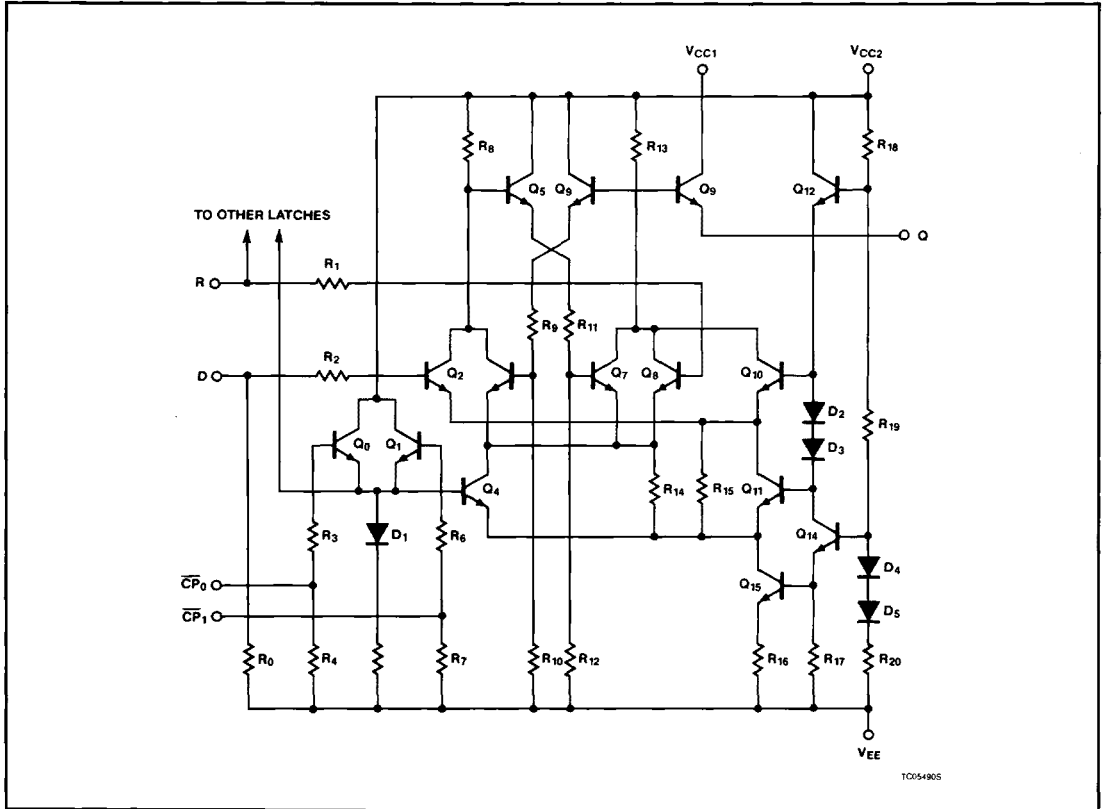 VCC1 VCC2
R8 R13 R18
Q5 Q9 Q9 Q12
TO OTHER LATCHES
Q
R1
R
R9 R11
R2
D Q2 Q7 Q8 Q10
D2
R19
Q0 Q1 D3
Q4 R14 R15 Q11
R3 D1 R6 Q14
CP0 D4
Q15
CP1 D5
R0 R4 R7 R10 R12 R16 R17 R20
VEE
TC05490S